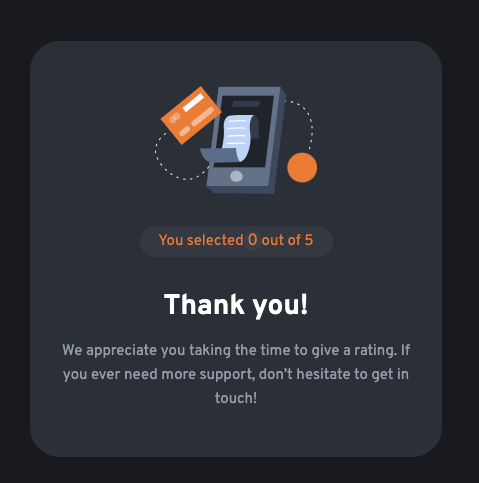 You selected 0 out of 5
Thank you!
We appreciate you taking the time to give a rating. If
you ever need more support, don't hesitate to get in
touch!